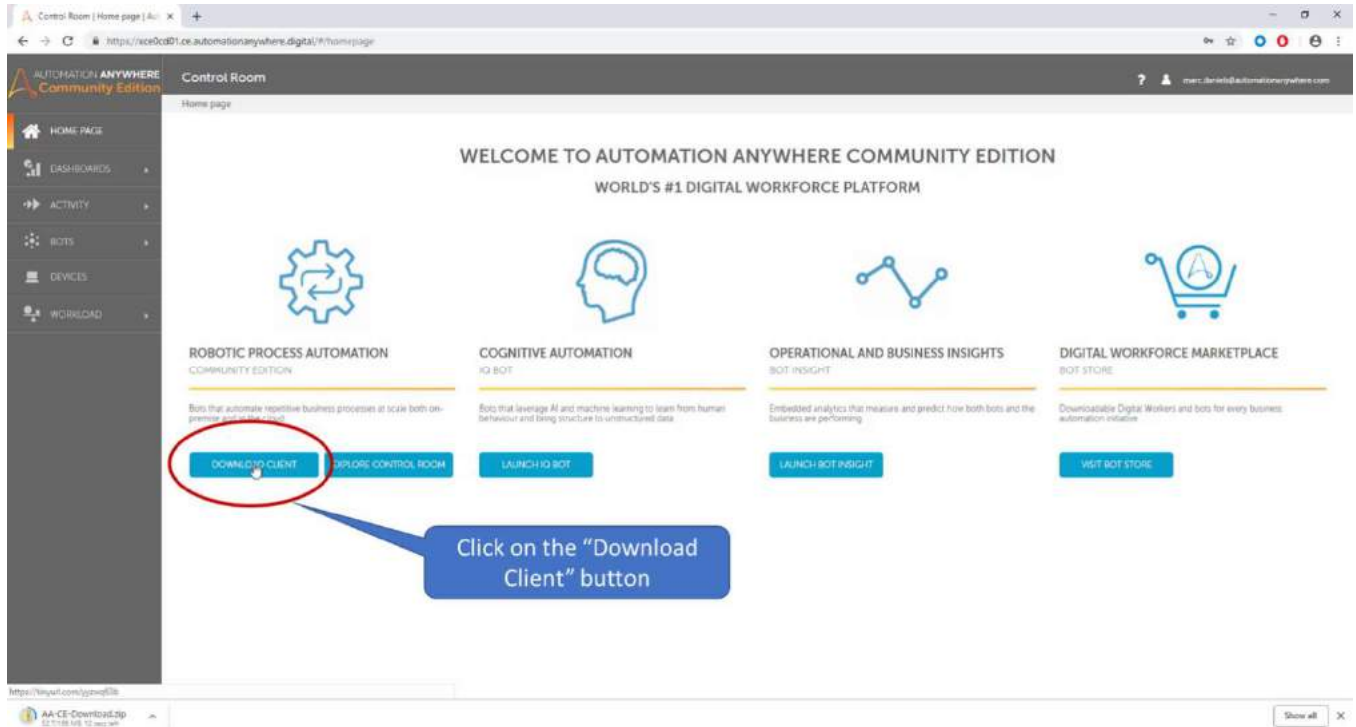 Control Room | Home page | Aut
https://xce0cd01.ce.automationanywhere.digital/#/homepage
AUTOMATION ANYWHERE
Community Edition
Control Room
marc.daniels@automationanywhere.com
Home page
HOME PAGE
DASHBOARDS
ACTIVITY
BOTS
DEVICES
WORKLOAD
WELCOME TO AUTOMATION ANYWHERE COMMUNITY EDITION
WORLD'S #1 DIGITAL WORKFORCE PLATFORM
ROBOTIC PROCESS AUTOMATION
COMMUNITY EDITION
Bots that automate repetitive business processes at scale both on-
premise and in the cloud
DOWNLOAD CLIENT
EXPLORE CONTROL ROOM
COGNITIVE AUTOMATION
IQ BOT
Bots that leverage AI and machine learning to learn from human
behaviour and bring structure to unstructured data
LAUNCH IQ BOT
OPERATIONAL AND BUSINESS INSIGHTS
BOT INSIGHT
Embedded analytics that measure and predict how both bots and the
business are performing
LAUNCH BOT INSIGHT
DIGITAL WORKFORCE MARKETPLACE
BOT STORE
Downloadable Digital Workers and bots for every business
automation initiative
VISIT BOT STORE
Click on the “Download
Client” button
AA-CE-Download.zip
Show all